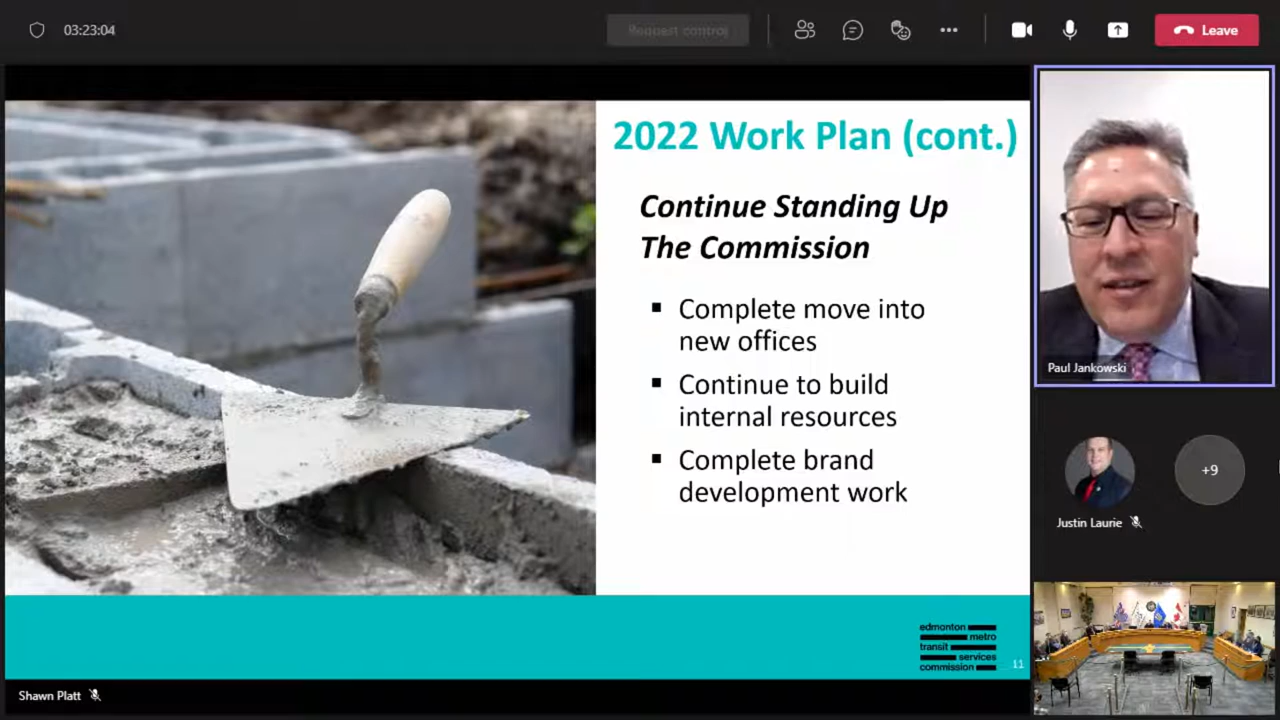 03:23:04
Request control
Leave
2022 Work Plan (cont.)
Continue Standing Up
The Commission
▪ Complete move into
new offices
▪ Continue to build
internal resources
▪ Complete brand
development work
edmonton
metro
transit
services
commission
11
Paul Jankowski
+9
Justin Laurie
Shawn Platt